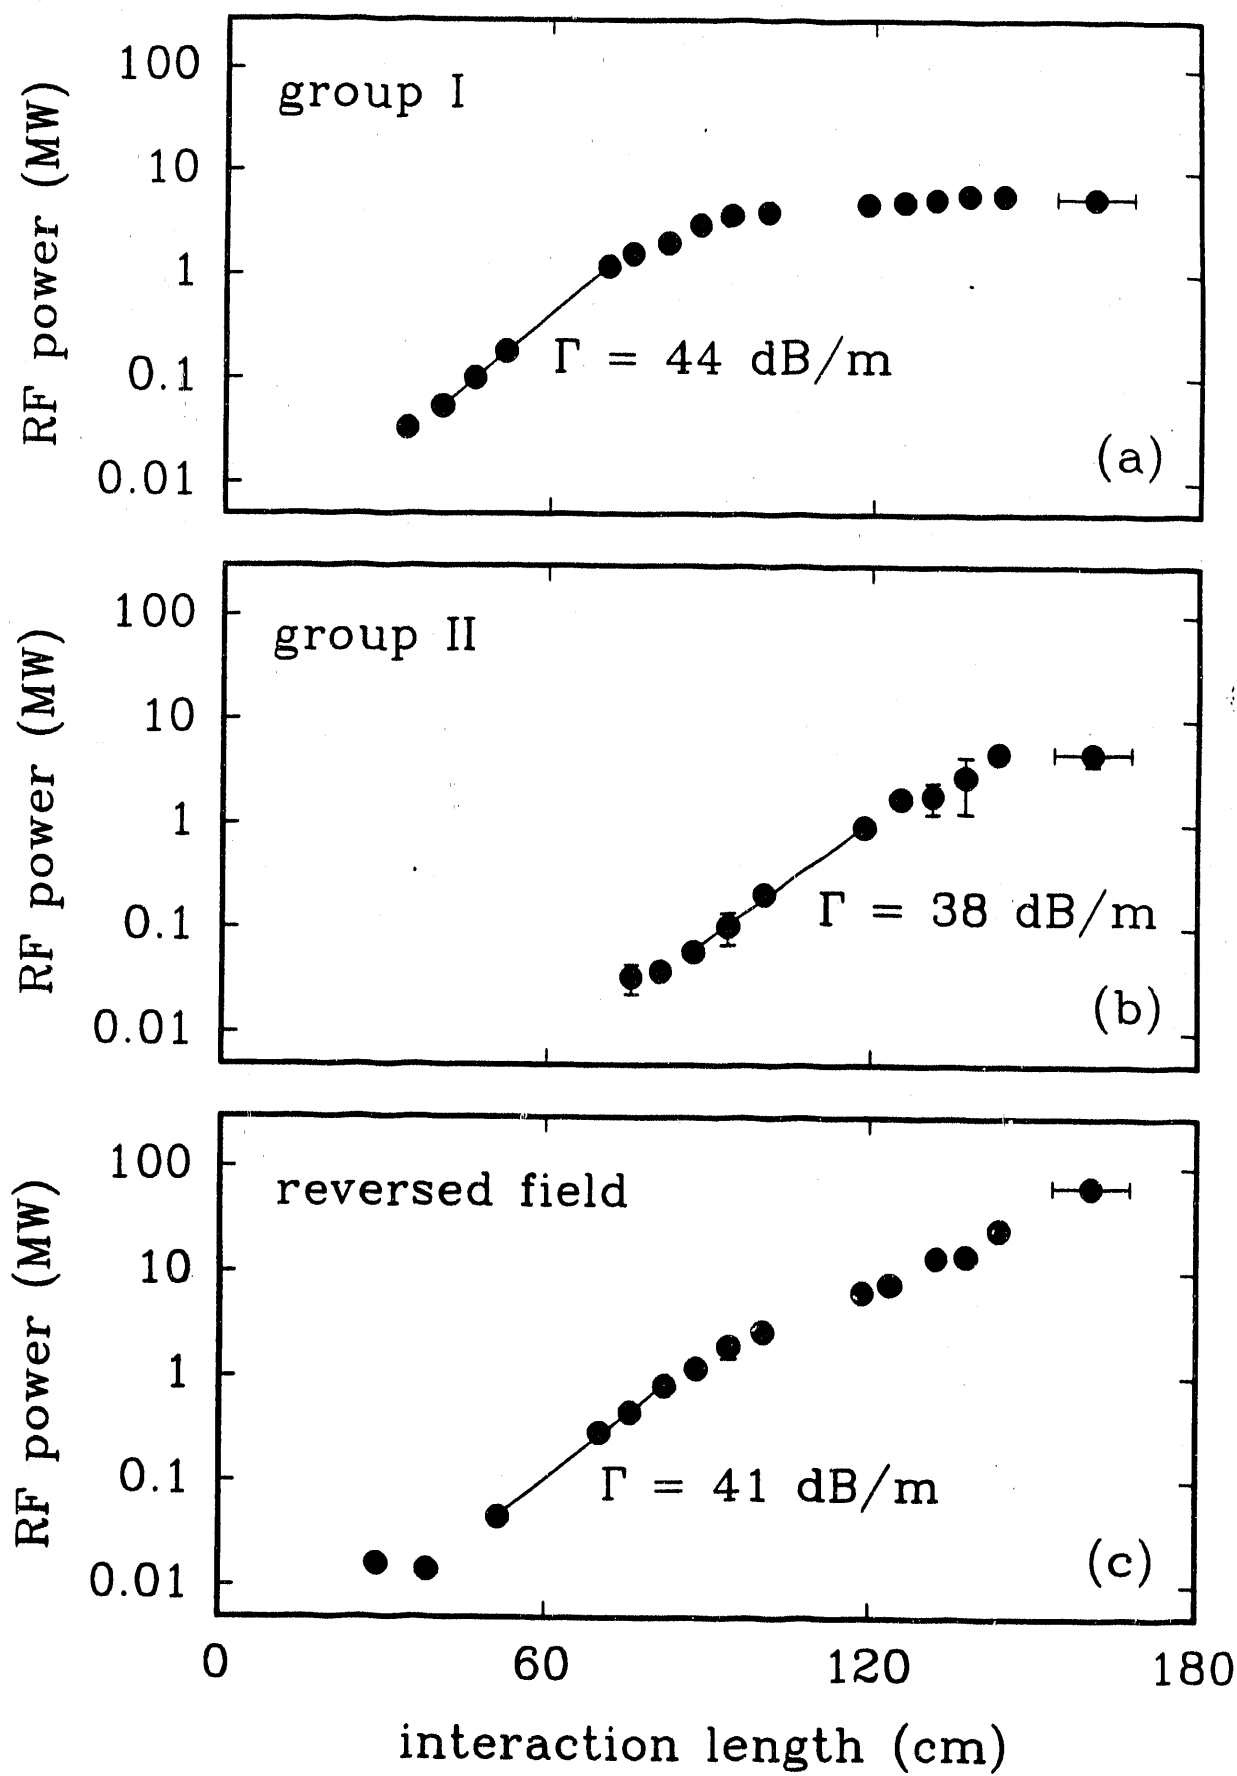 group I
RF power (MW)
100
10
1
0.1
0.01
Γ = 44 dB/m
(a)
group II
RF power (MW)
100
10
1
0.1
0.01
Γ = 38 dB/m
(b)
reversed field
RF power (MW)
100
10
1
0.1
0.01
Γ = 41 dB/m
(c)
0 60 120 180
interaction length (cm)